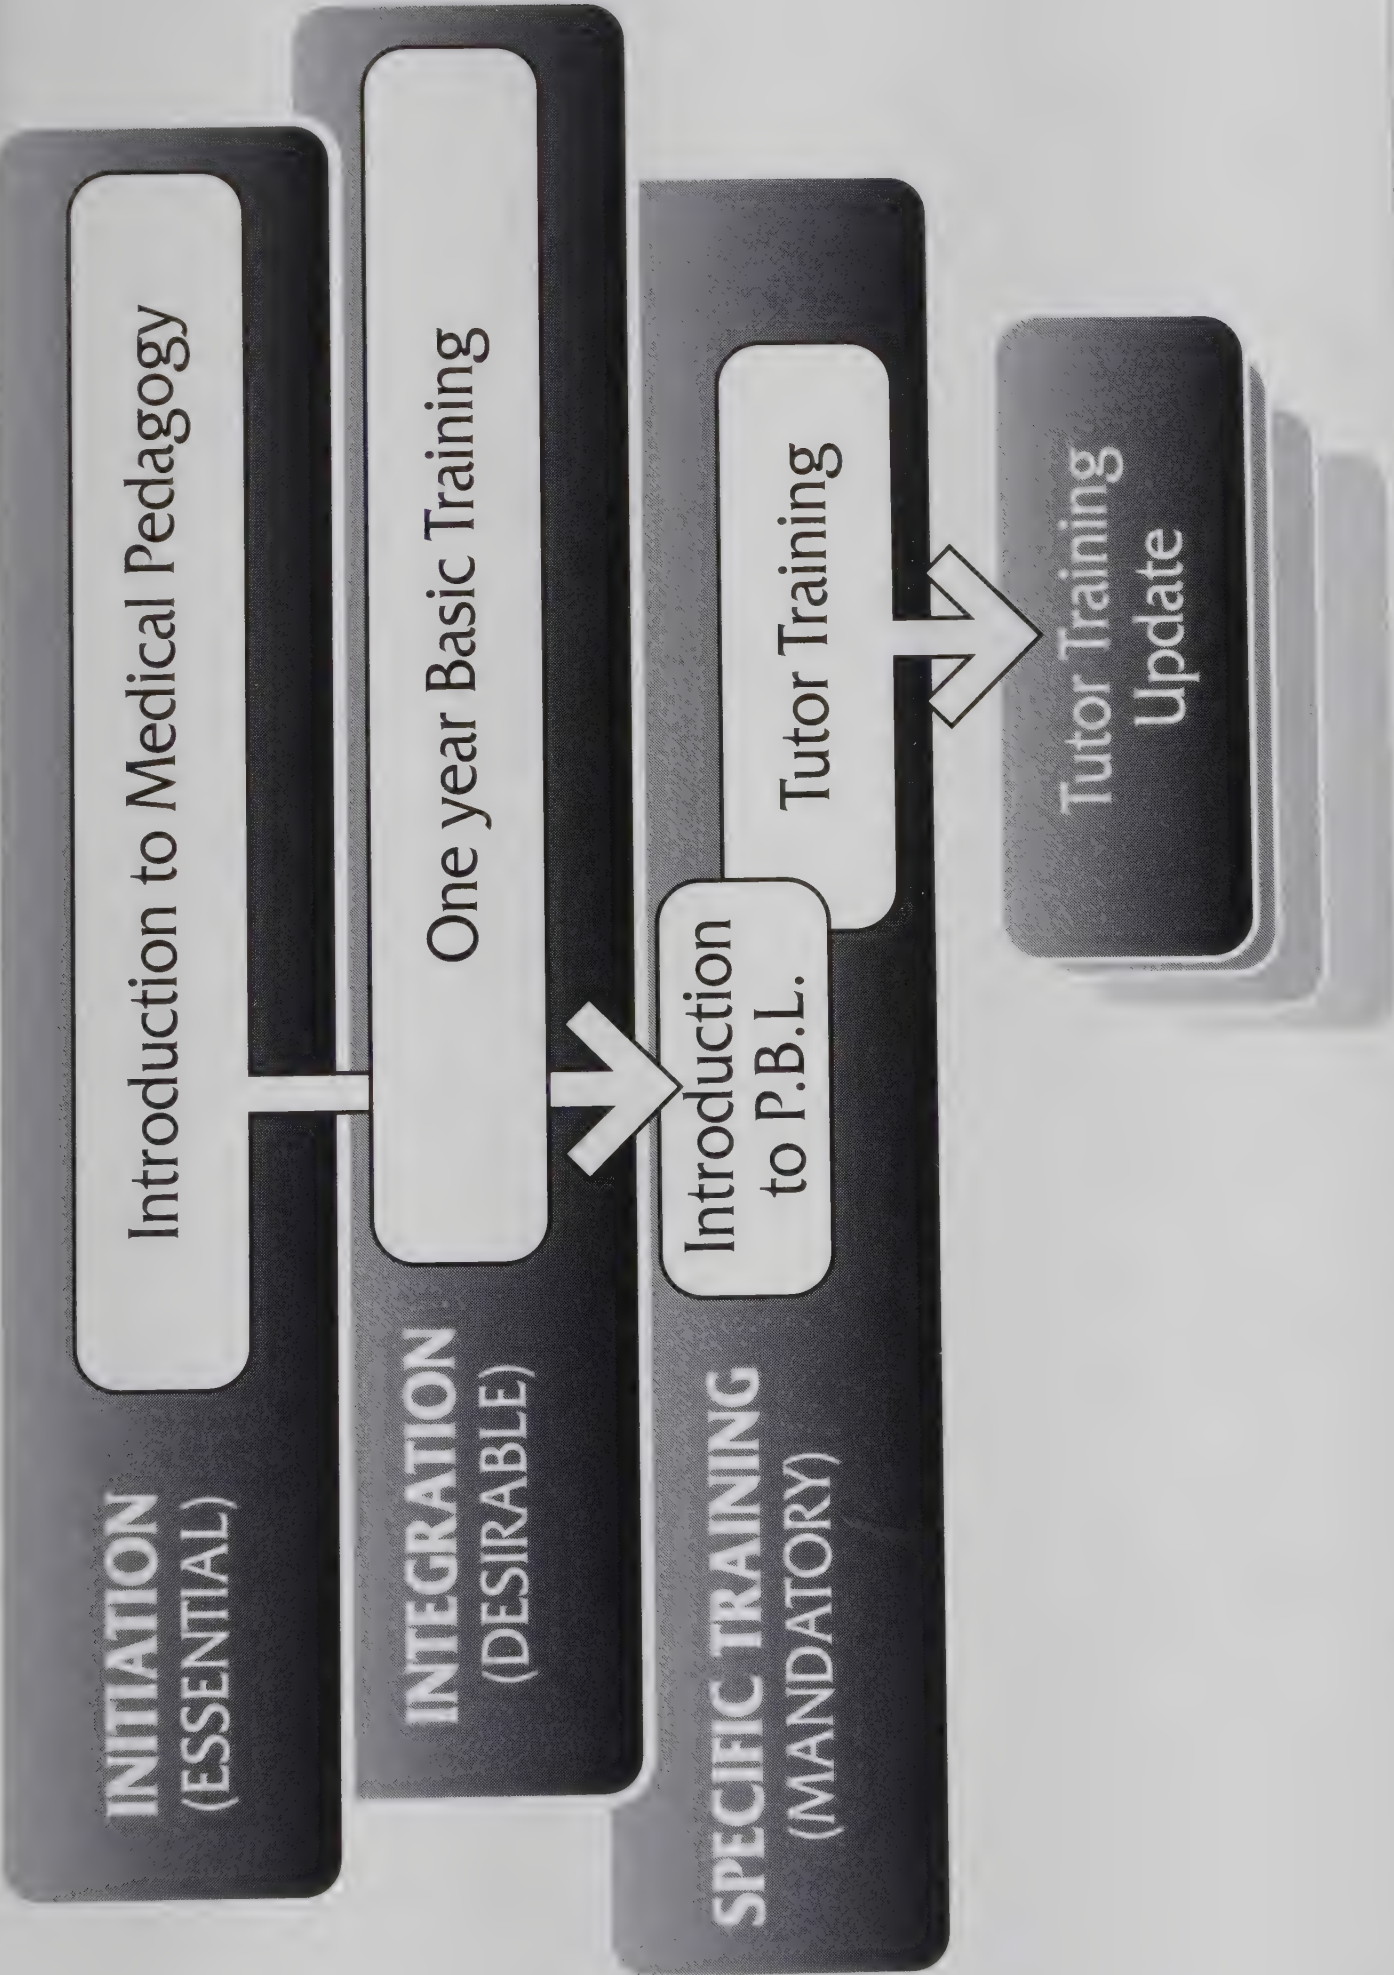 INITIATION
(ESSENTIAL)
Introduction to Medical Pedagogy
INTEGRATION
(DESIRABLE)
One year Basic Training
SPECIFIC TRAINING
(MANDATORY)
Introduction
to P.B.L.
Tutor Training
Tutor Training
Update